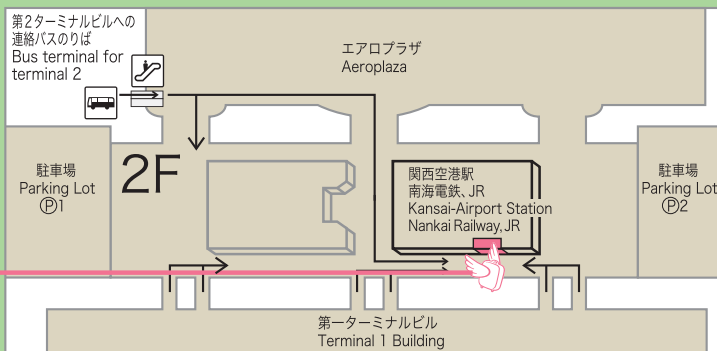 第2ターミナルビルへの
連絡バスのりば
Bus terminal for
terminal 2
エアロプラザ
Aeroplaza
駐車場
Parking Lot
Ⓟ1
2F
関西空港駅
南海電鉄、JR
Kansai-Airport Station
Nankai Railway, JR
駐車場
Parking Lot
Ⓟ2
第一ターミナルビル
Terminal 1 Building